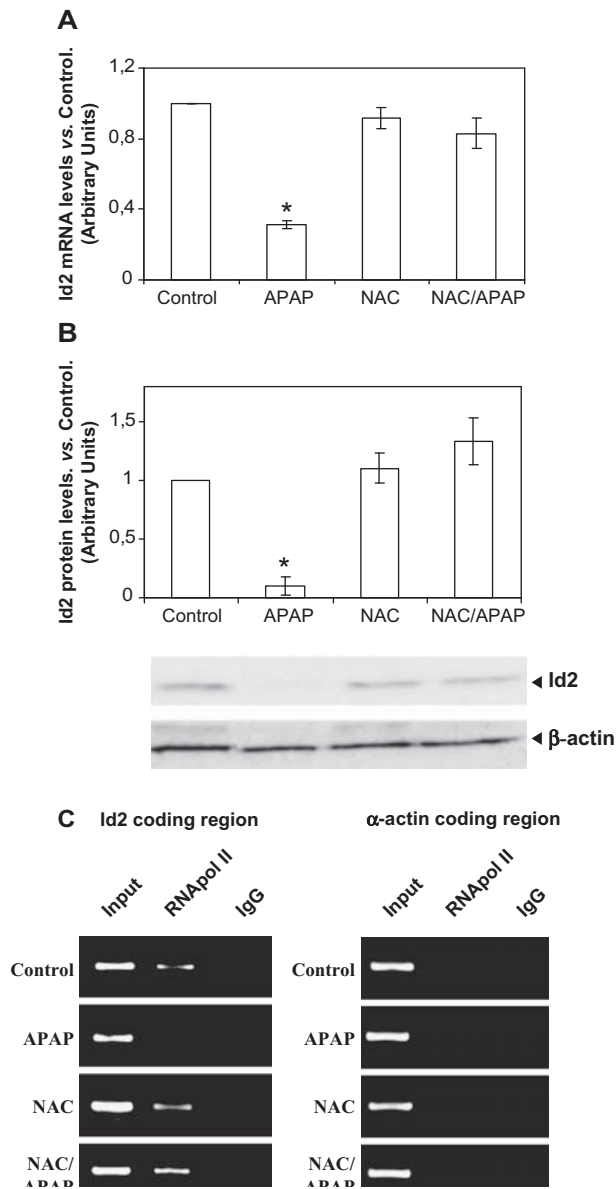 A
Id2 mRNA levels vs. Control.
(Arbitrary Units)
1,2
0.8
0.4
0
Control APAP NAC NAC/APAP
*
B
Id2 protein levels. vs. Control.
(Arbitrary Units)
1,5
1
0,5
0
Control APAP NAC NAC/APAP
*
Id2
β-actin
C Id2 coding region α-actin coding region
Input RNApol II IgG Input RNApol II IgG
Control Control
APAP APAP
NAC NAC
NAC/ NAC/
APAP APAP